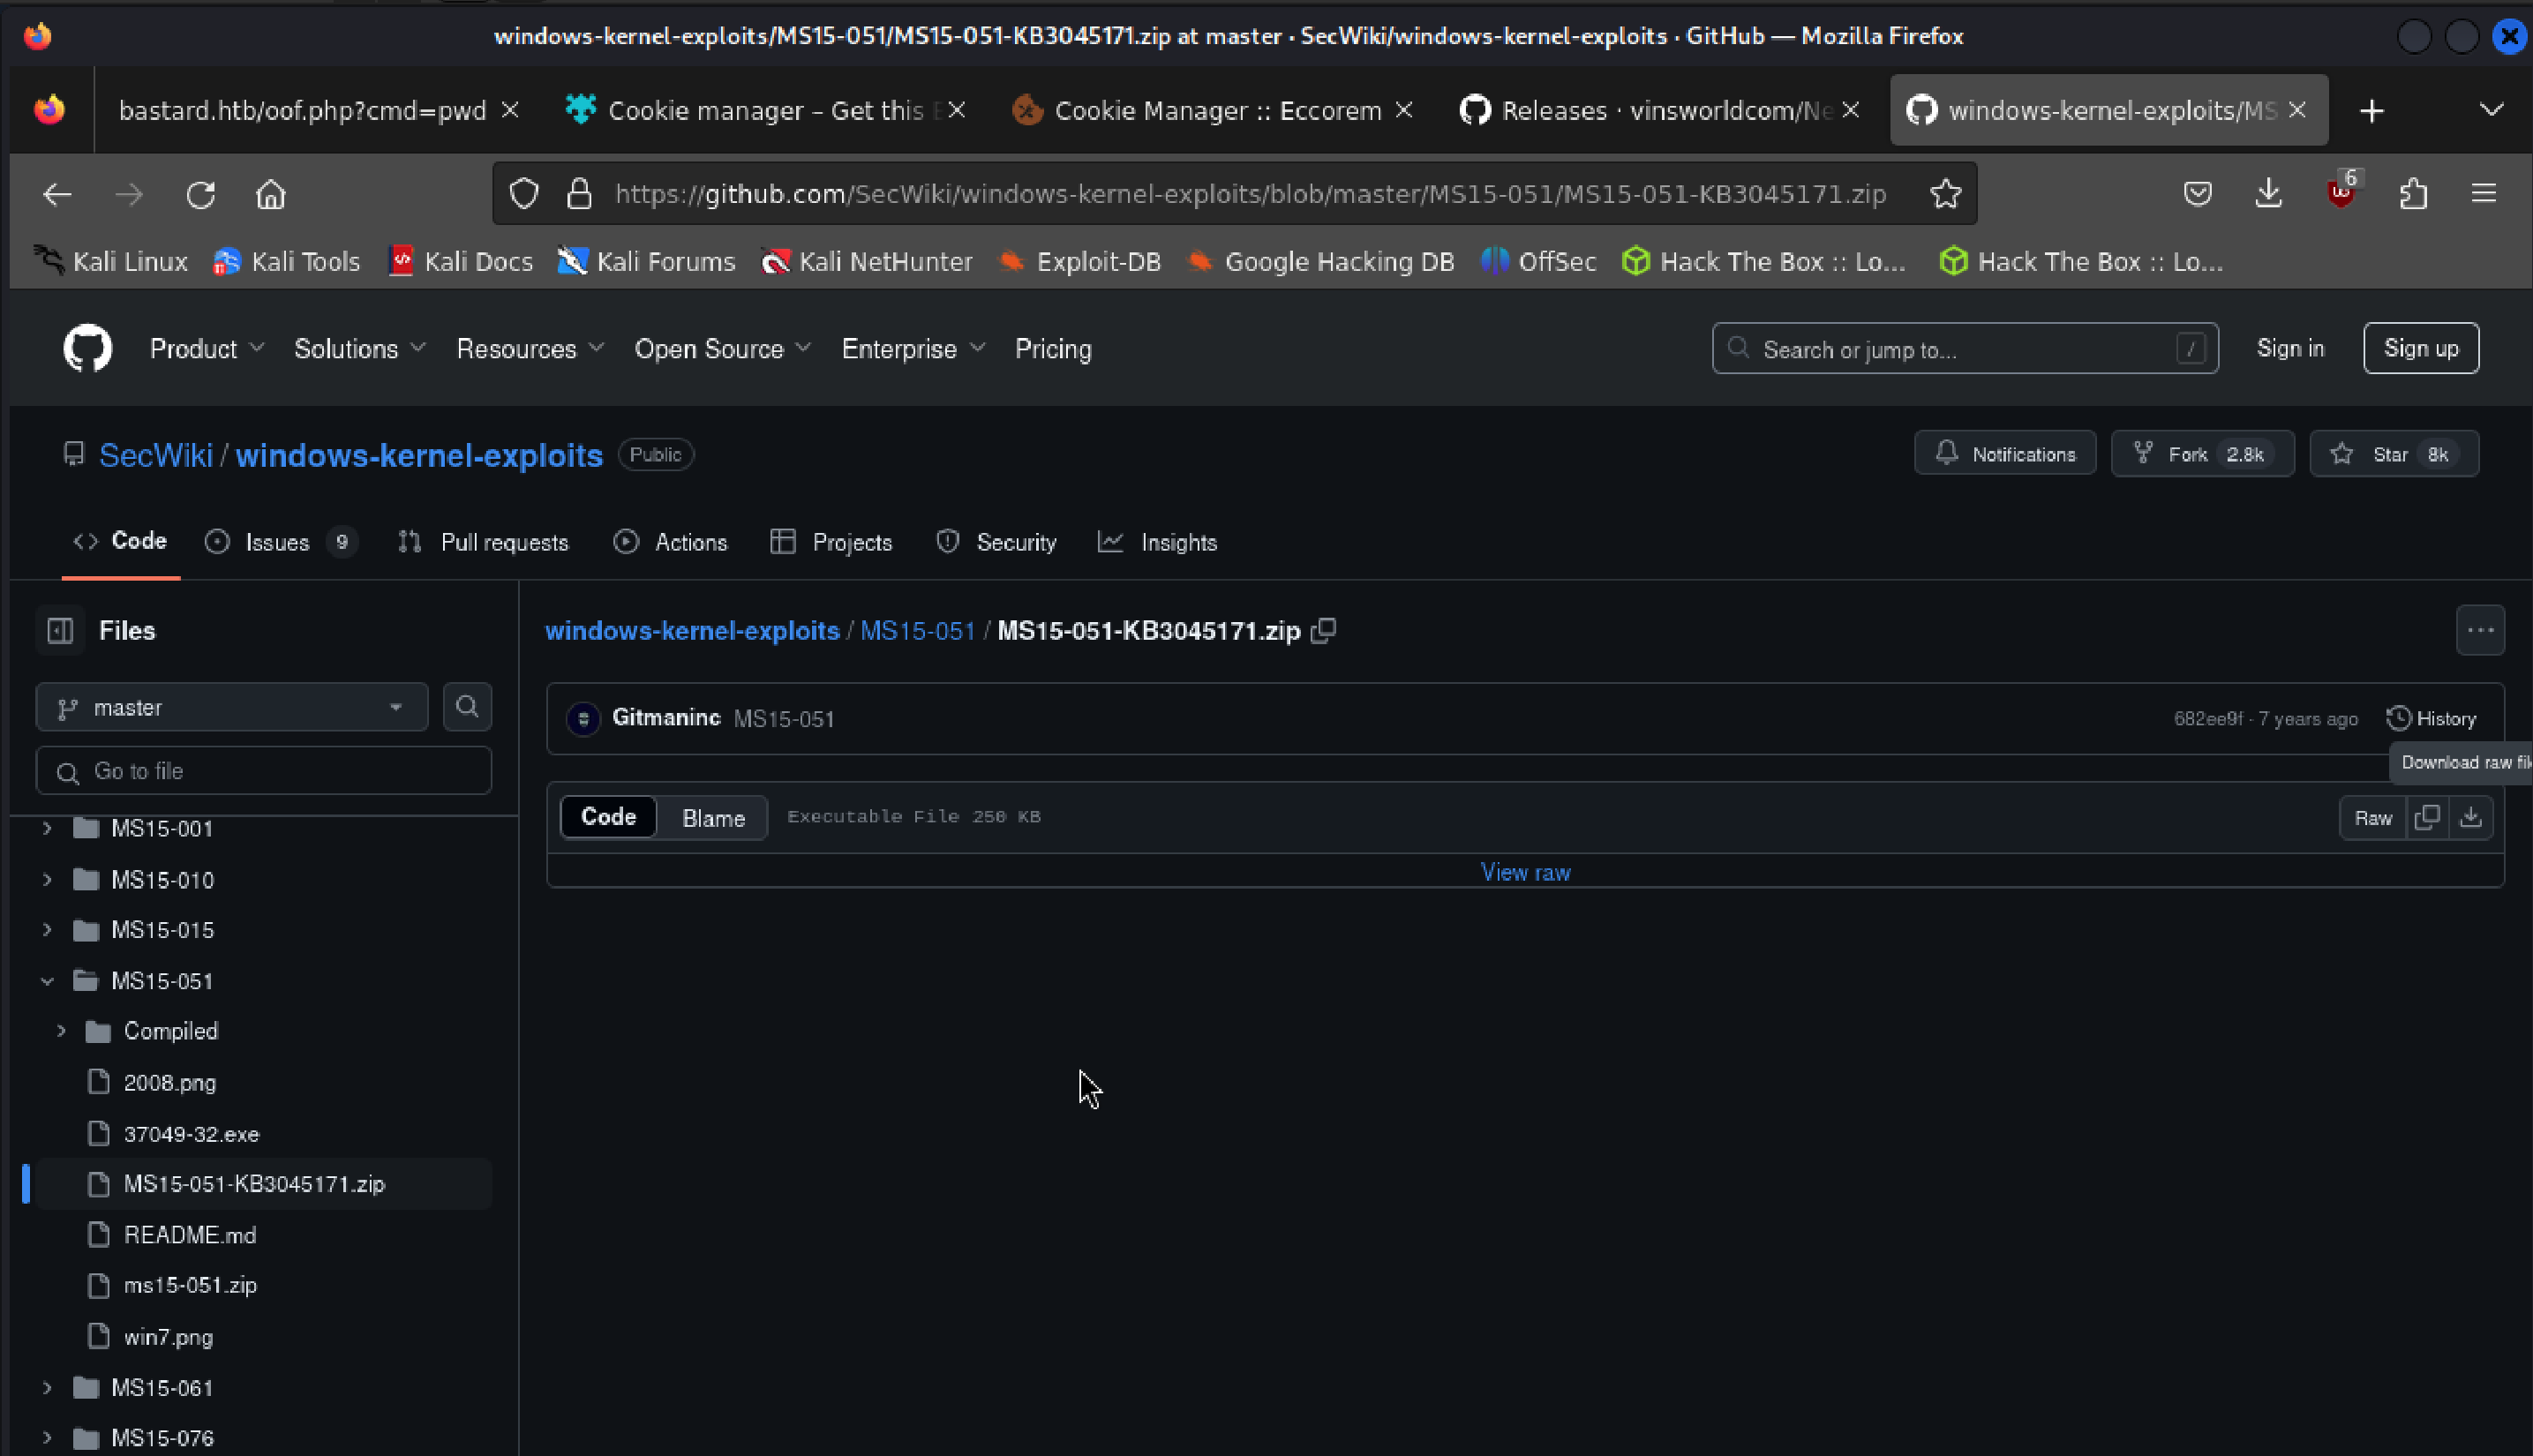 windows-kernel-exploits/MS15-051/MS15-051-KB3045171.zip at master · SecWiki/windows-kernel-exploits · GitHub — Mozilla Firefox
bastard.htb/oof.php?cmd=pwd
Cookie manager – Get this
Cookie Manager :: Eccorem
Releases · vinsworldcom/Ne
windows-kernel-exploits/MS
https://github.com/SecWiki/windows-kernel-exploits/blob/master/MS15-051/MS15-051-KB3045171.zip
6
Kali Linux
Kali Tools
Kali Docs
Kali Forums
Kali NetHunter
Exploit-DB
Google Hacking DB
OffSec
Hack The Box :: Lo...
Hack The Box :: Lo...
Product
Solutions
Resources
Open Source
Enterprise
Pricing
Search or jump to...
/
Sign in
Sign up
SecWiki / windows-kernel-exploits
Public
Notifications
Fork 2.8k
Star 8k
Code
Issues 9
Pull requests
Actions
Projects
Security
Insights
Files
master
Go to file
MS15-001
MS15-010
MS15-015
MS15-051
Compiled
2008.png
37049-32.exe
MS15-051-KB3045171.zip
README.md
ms15-051.zip
win7.png
MS15-061
MS15-076
windows-kernel-exploits / MS15-051 / MS15-051-KB3045171.zip
...
Gitmaninc MS15-051
682ee9f · 7 years ago
History
Download raw
Code
Blame
Executable File 250 KB
Raw
View raw